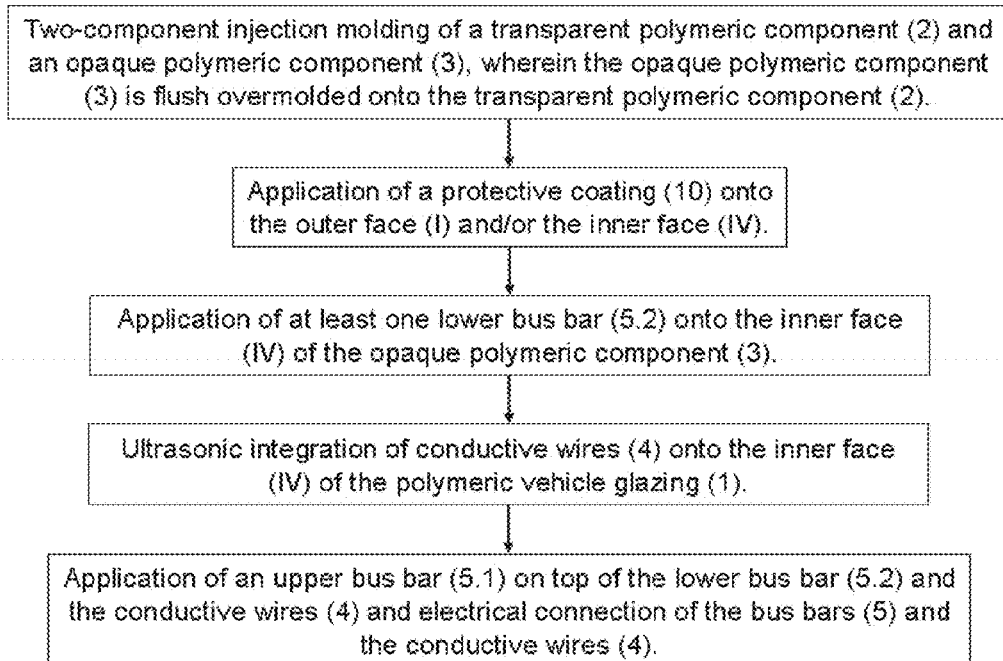 Two-component injection molding of a transparent polymeric component (2) and
an opaque polymeric component (3), wherein the opaque polymeric component
(3) is flush overmolded onto the transparent polymeric component (2).
Application of a protective coating (10) onto
the outer face (I) and/or the inner face (IV).
Application of at least one lower bus bar (5.2) onto the inner face
(IV) of the opaque polymeric component (3).
Ultrasonic integration of conductive wires (4) onto the inner face
(IV) of the polymeric vehicle glazing (1).
Application of an upper bus bar (5.1) on top of the lower bus bar (5.2) and
the conductive wires (4) and electrical connection of the bus bars (5) and
the conductive wires (4).